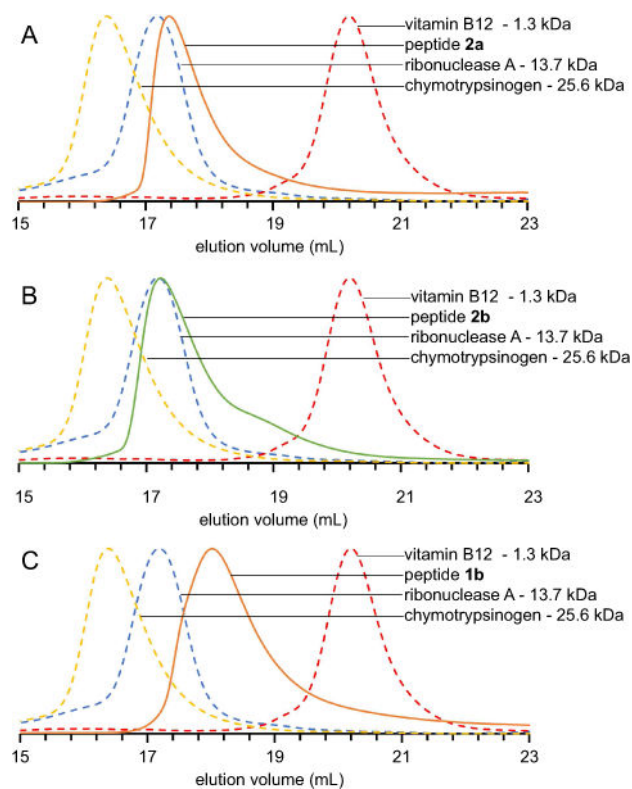 A
vitamin B12 - 1.3 kDa
peptide 2a
ribonuclease A - 13.7 kDa
chymotrypsinogen - 25.6 kDa
15 17 19 21 23
elution volume (mL)
B
vitamin B12 - 1.3 kDa
peptide 2b
ribonuclease A - 13.7 kDa
chymotrypsinogen - 25.6 kDa
15 17 19 21 23
elution volume (mL)
C
vitamin B12 - 1.3 kDa
peptide 1b
ribonuclease A - 13.7 kDa
chymotrypsinogen - 25.6 kDa
15 17 19 21 23
elution volume (mL)